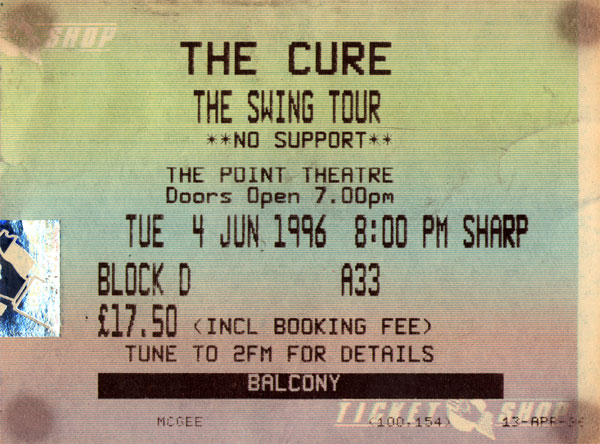 SHOP
THE CURE
THE SWING TOUR
**NO SUPPORT**
THE POINT THEATRE
Doors Open 7.00pm
TUE 4 JUN 1996 8:00 PM SHARP
BLOCK D A33
£17.50 (INCL BOOKING FEE)
TUNE TO 2FM FOR DETAILS
BALCONY
TICKET SHOP
MCGEE (100,154) 13-APR-